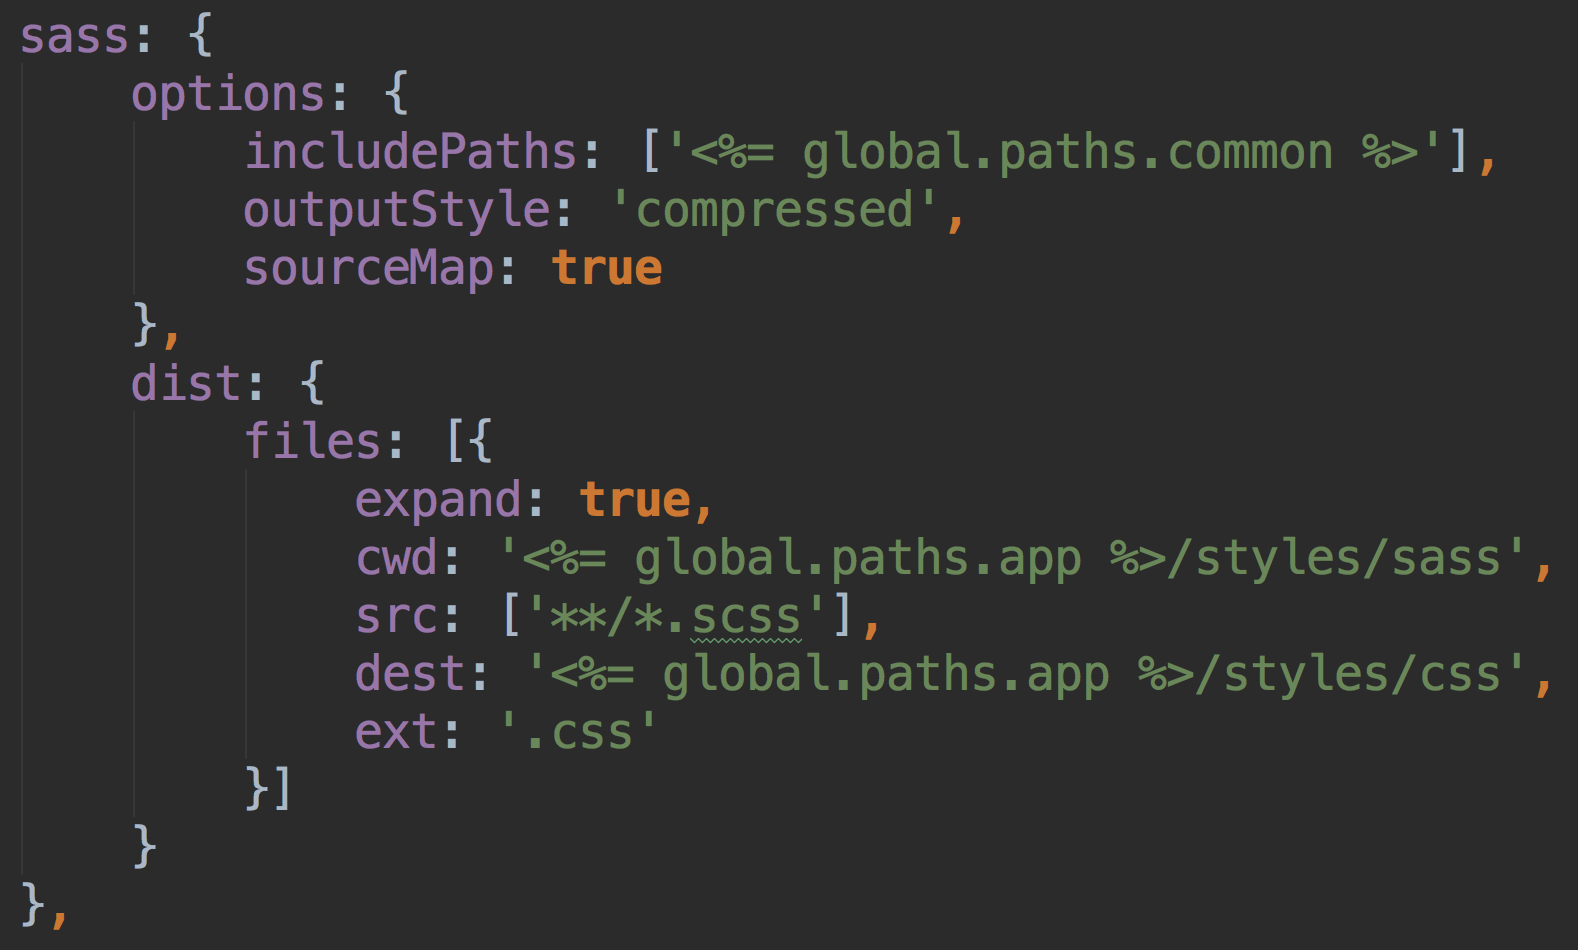 sass: {
    options: {
        includePaths: ['<%= global.paths.common %>'],
        outputStyle: 'compressed',
        sourceMap: true
    },
    dist: {
        files: [{
            expand: true,
            cwd: '<%= global.paths.app %>/styles/sass',
            src: ['**/*.scss'],
            dest: '<%= global.paths.app %>/styles/css',
            ext: '.css'
        }]
    }
},